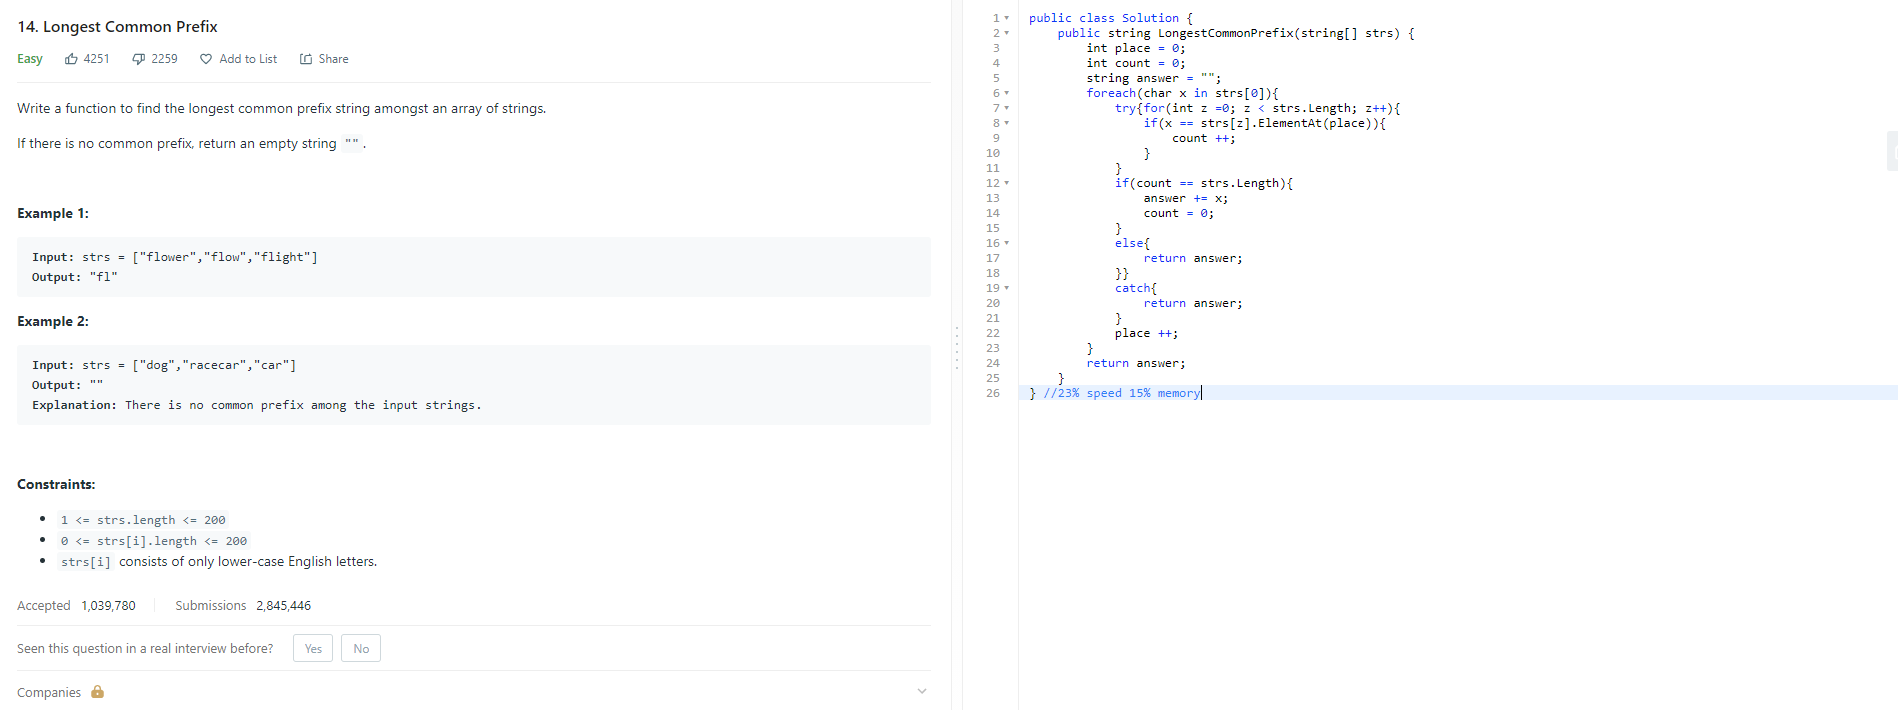 14. Longest Common Prefix
Easy 4251 2259 Add to List Share
Write a function to find the longest common prefix string amongst an array of strings.
If there is no common prefix, return an empty string "".
Example 1:
Input: strs = ["flower","flow","flight"]
Output: "fl"
Example 2:
Input: strs = ["dog","racecar","car"]
Output: ""
Explanation: There is no common prefix among the input strings.
Constraints:
• 1 <= strs.length <= 200
• 0 <= strs[i].length <= 200
• strs[i] consists of only lower-case English letters.
Accepted 1,039,780 Submissions 2,845,446
Seen this question in a real interview before? Yes No
Companies
1 public class Solution {
2     public string LongestCommonPrefix(string[] strs) {
3         int place = 0;
4         int count = 0;
5         string answer = "";
6         foreach(char x in strs[0]){
7             try{for(int z =0; z < strs.Length; z++){
8                 if(x == strs[z].ElementAt(place)){
9                     count ++;
10                 }
11             }
12             if(count == strs.Length){
13                 answer += x;
14                 count = 0;
15             }
16             else{
17                 return answer;
18             }}
19             catch{
20                 return answer;
21             }
22             place ++;
23         }
24         return answer;
25     }
26 } //23% speed 15% memory